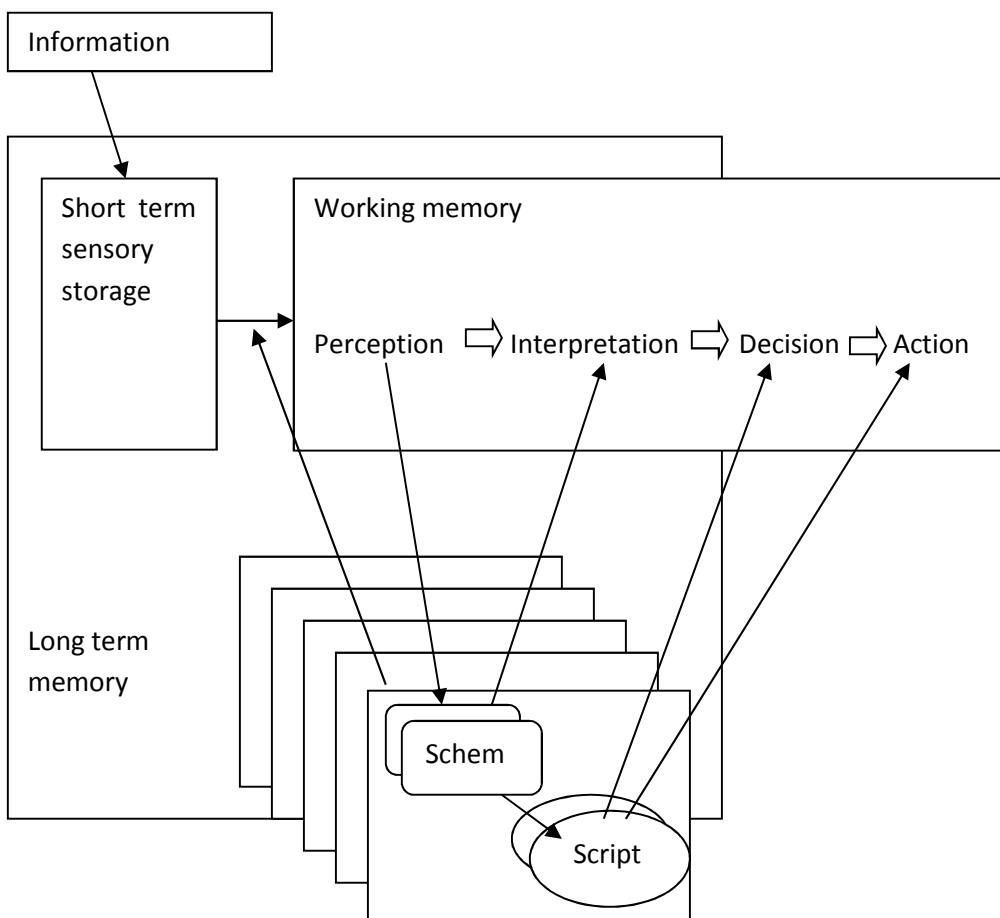 Information
Short term
sensory
storage
Working memory
Perception
Interpretation
Decision
Action
Long term
memory
Schem
Script